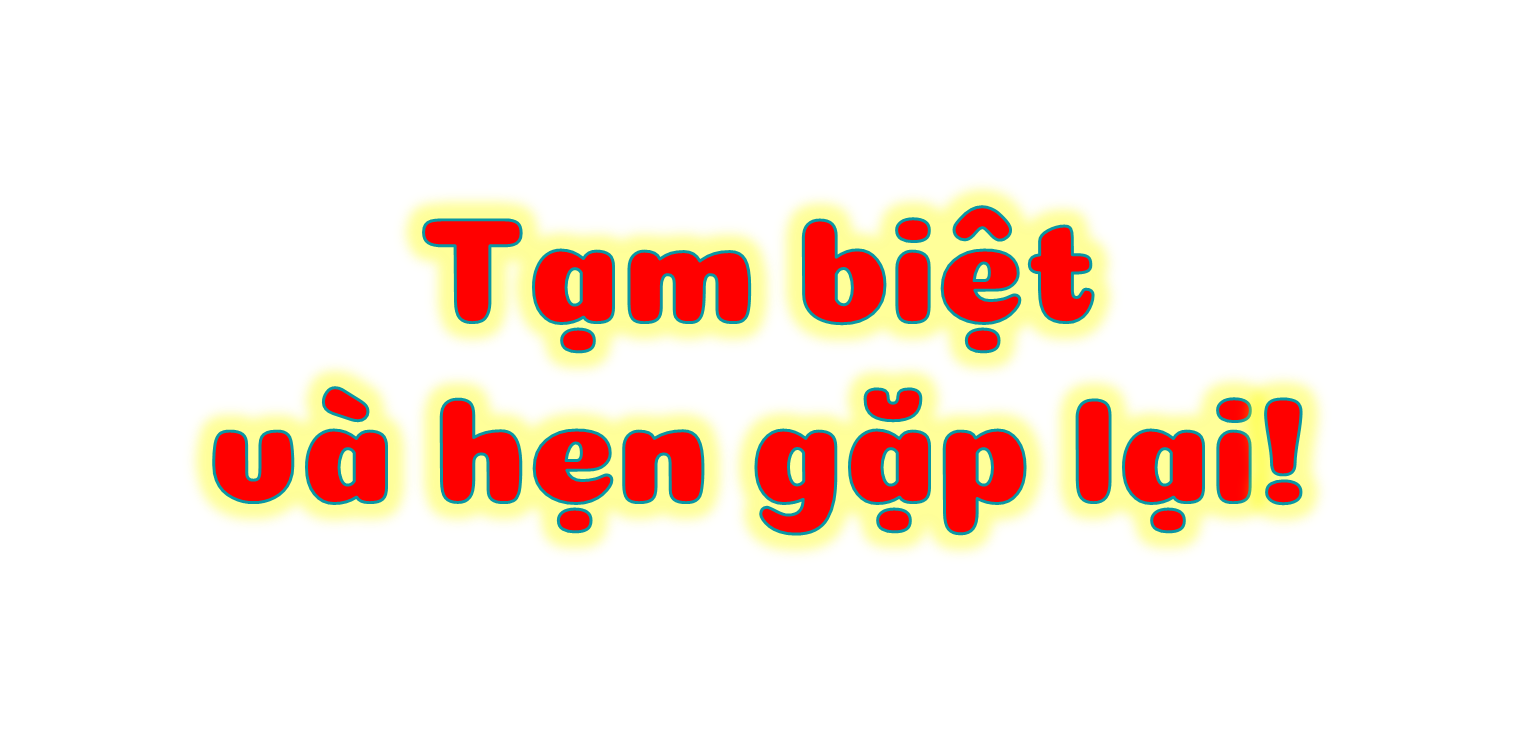 Tạm biệt
và hẹn gặp lại!